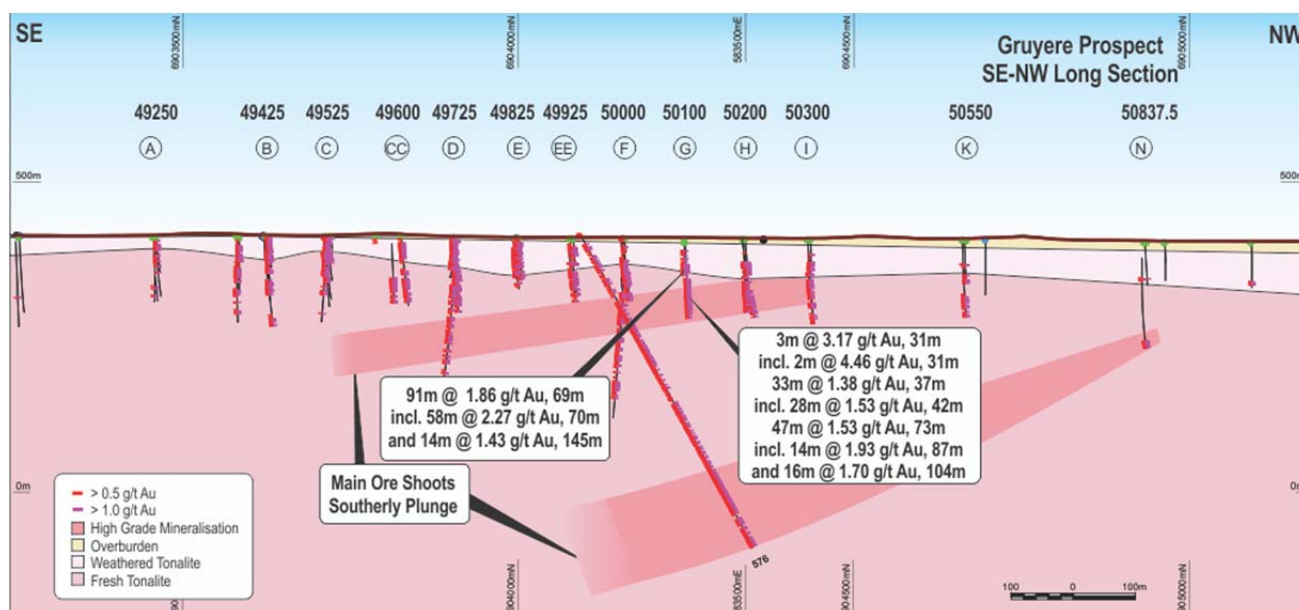 SE
NW
Gruyere Prospect
SE-NW Long Section
6903500mN
6904000mN
583500mE
6904500mN
6905000mN
49250 49425 49525 49600 49725 49825 49925 50000 50100 50200 50300 50550 50837.5
A B C CC D E EE F G H I K N
500m
500m
3m @ 3.17 g/t Au, 31m
incl. 2m @ 4.46 g/t Au, 31m
33m @ 1.38 g/t Au, 37m
incl. 28m @ 1.53 g/t Au, 42m
47m @ 1.53 g/t Au, 73m
incl. 14m @ 1.93 g/t Au, 87m
and 16m @ 1.70 g/t Au, 104m
91m @ 1.86 g/t Au, 69m
incl. 58m @ 2.27 g/t Au, 70m
and 14m @ 1.43 g/t Au, 145m
Main Ore Shoots
Southerly Plunge
0m
0m
> 0.5 g/t Au
> 1.0 g/t Au
High Grade Mineralisation
Overburden
Weathered Tonalite
Fresh Tonalite
576
100 0 100m